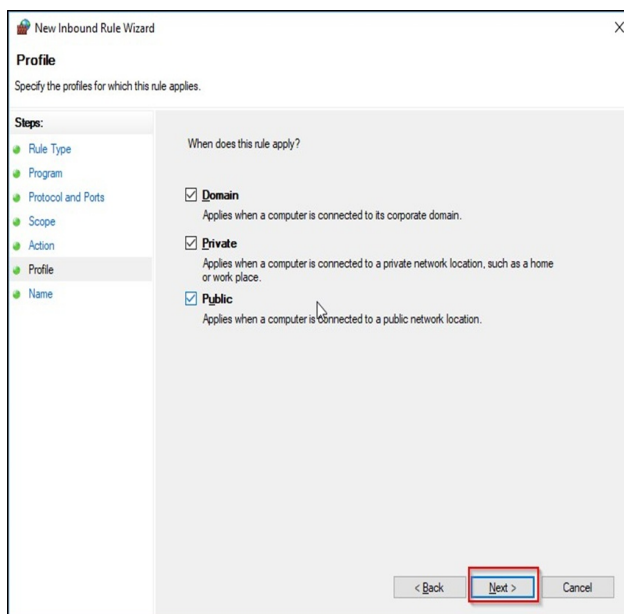 New Inbound Rule Wizard
Profile
Specify the profiles for which this rule applies.
Steps:
Rule Type
Program
Protocol and Ports
Scope
Action
Profile
Name
When does this rule apply?
Domain
Applies when a computer is connected to its corporate domain.
Private
Applies when a computer is connected to a private network location, such as a home
or work place.
Public
Applies when a computer is connected to a public network location.
< Back
Next >
Cancel